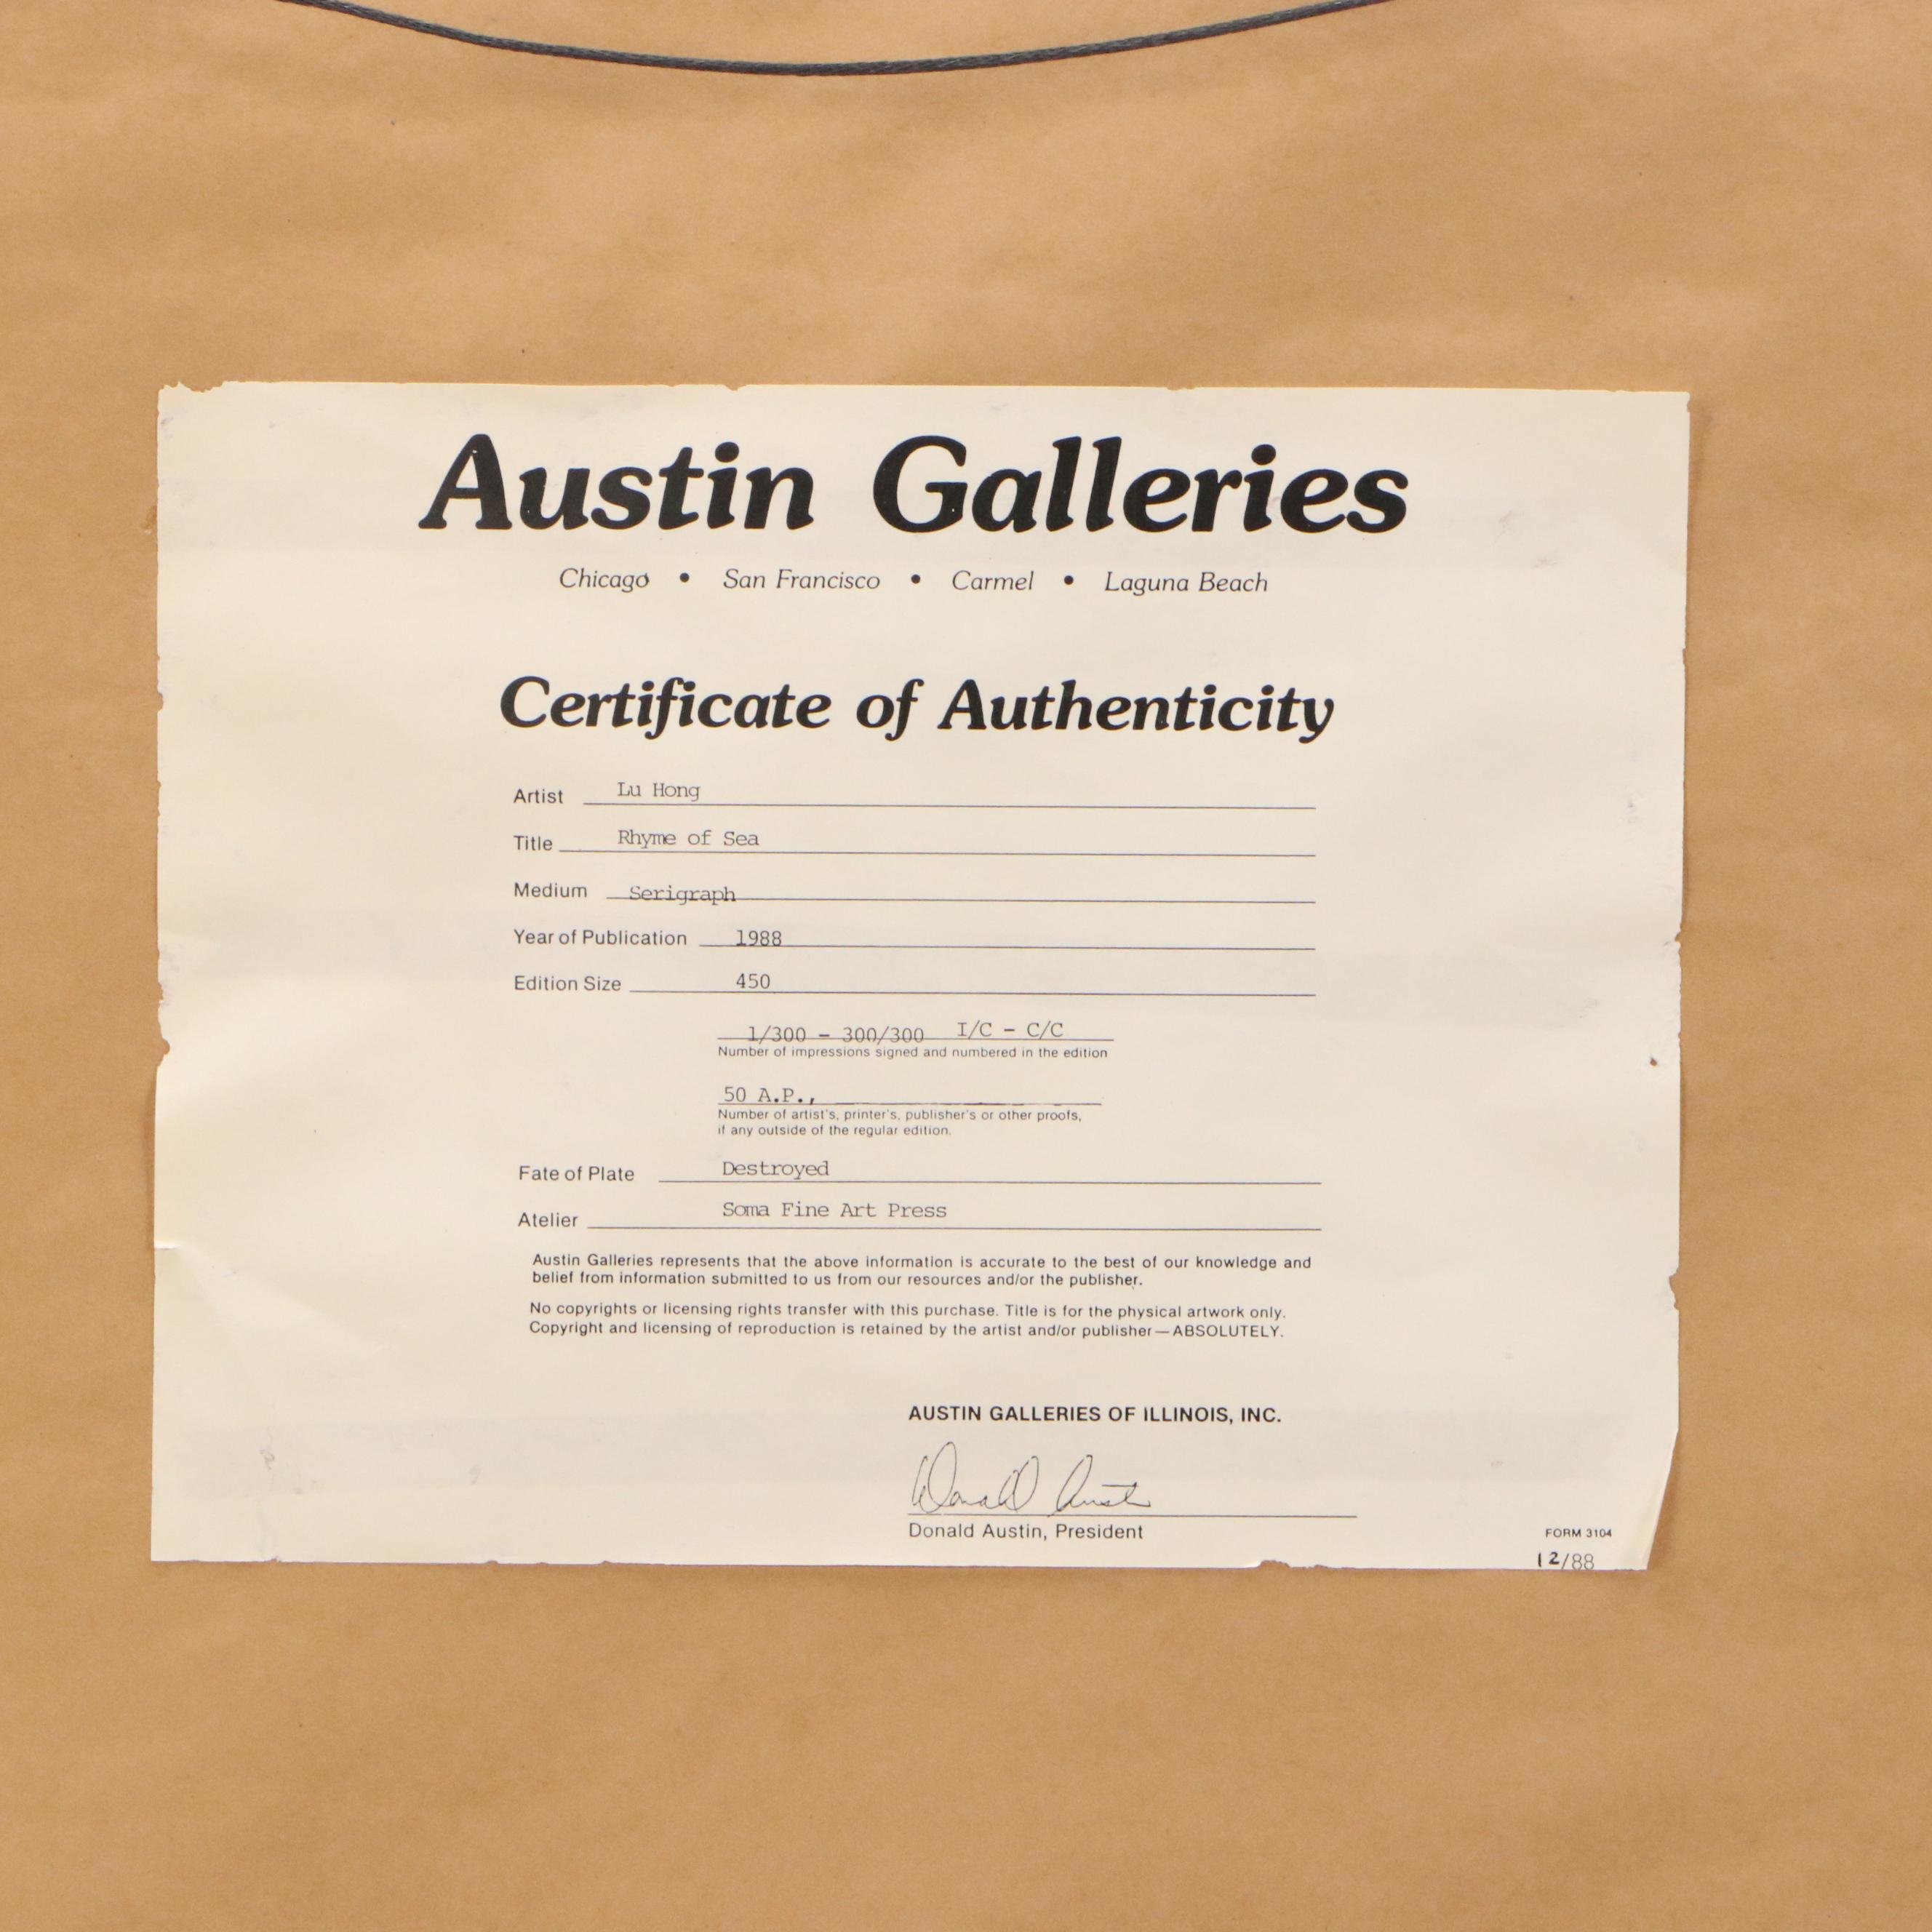 Austin Galleries
Chicago • San Francisco • Carmel • Laguna Beach
Certificate of Authenticity
Artist Lu Hong
Title Rhyme of Sea
Medium Serigraph
Year of Publication 1988
Edition Size 450
1/300 - 300/300 I/C - C/C
Number of impressions signed and numbered in the edition
50 A.P.,
Number of artist's, printer's, publisher's or other proofs,
if any outside of the regular edition.
Fate of Plate Destroyed
Atelier Soma Fine Art Press
Austin Galleries represents that the above information is accurate to the best of our knowledge and
belief from information submitted to us from our resources and/or the publisher.
No copyrights or licensing rights transfer with this purchase. Title is for the physical artwork only.
Copyright and licensing of reproduction is retained by the artist and/or publisher—ABSOLUTELY.
AUSTIN GALLERIES OF ILLINOIS, INC.
Donald Austin
Donald Austin, President
FORM 3104
12/88